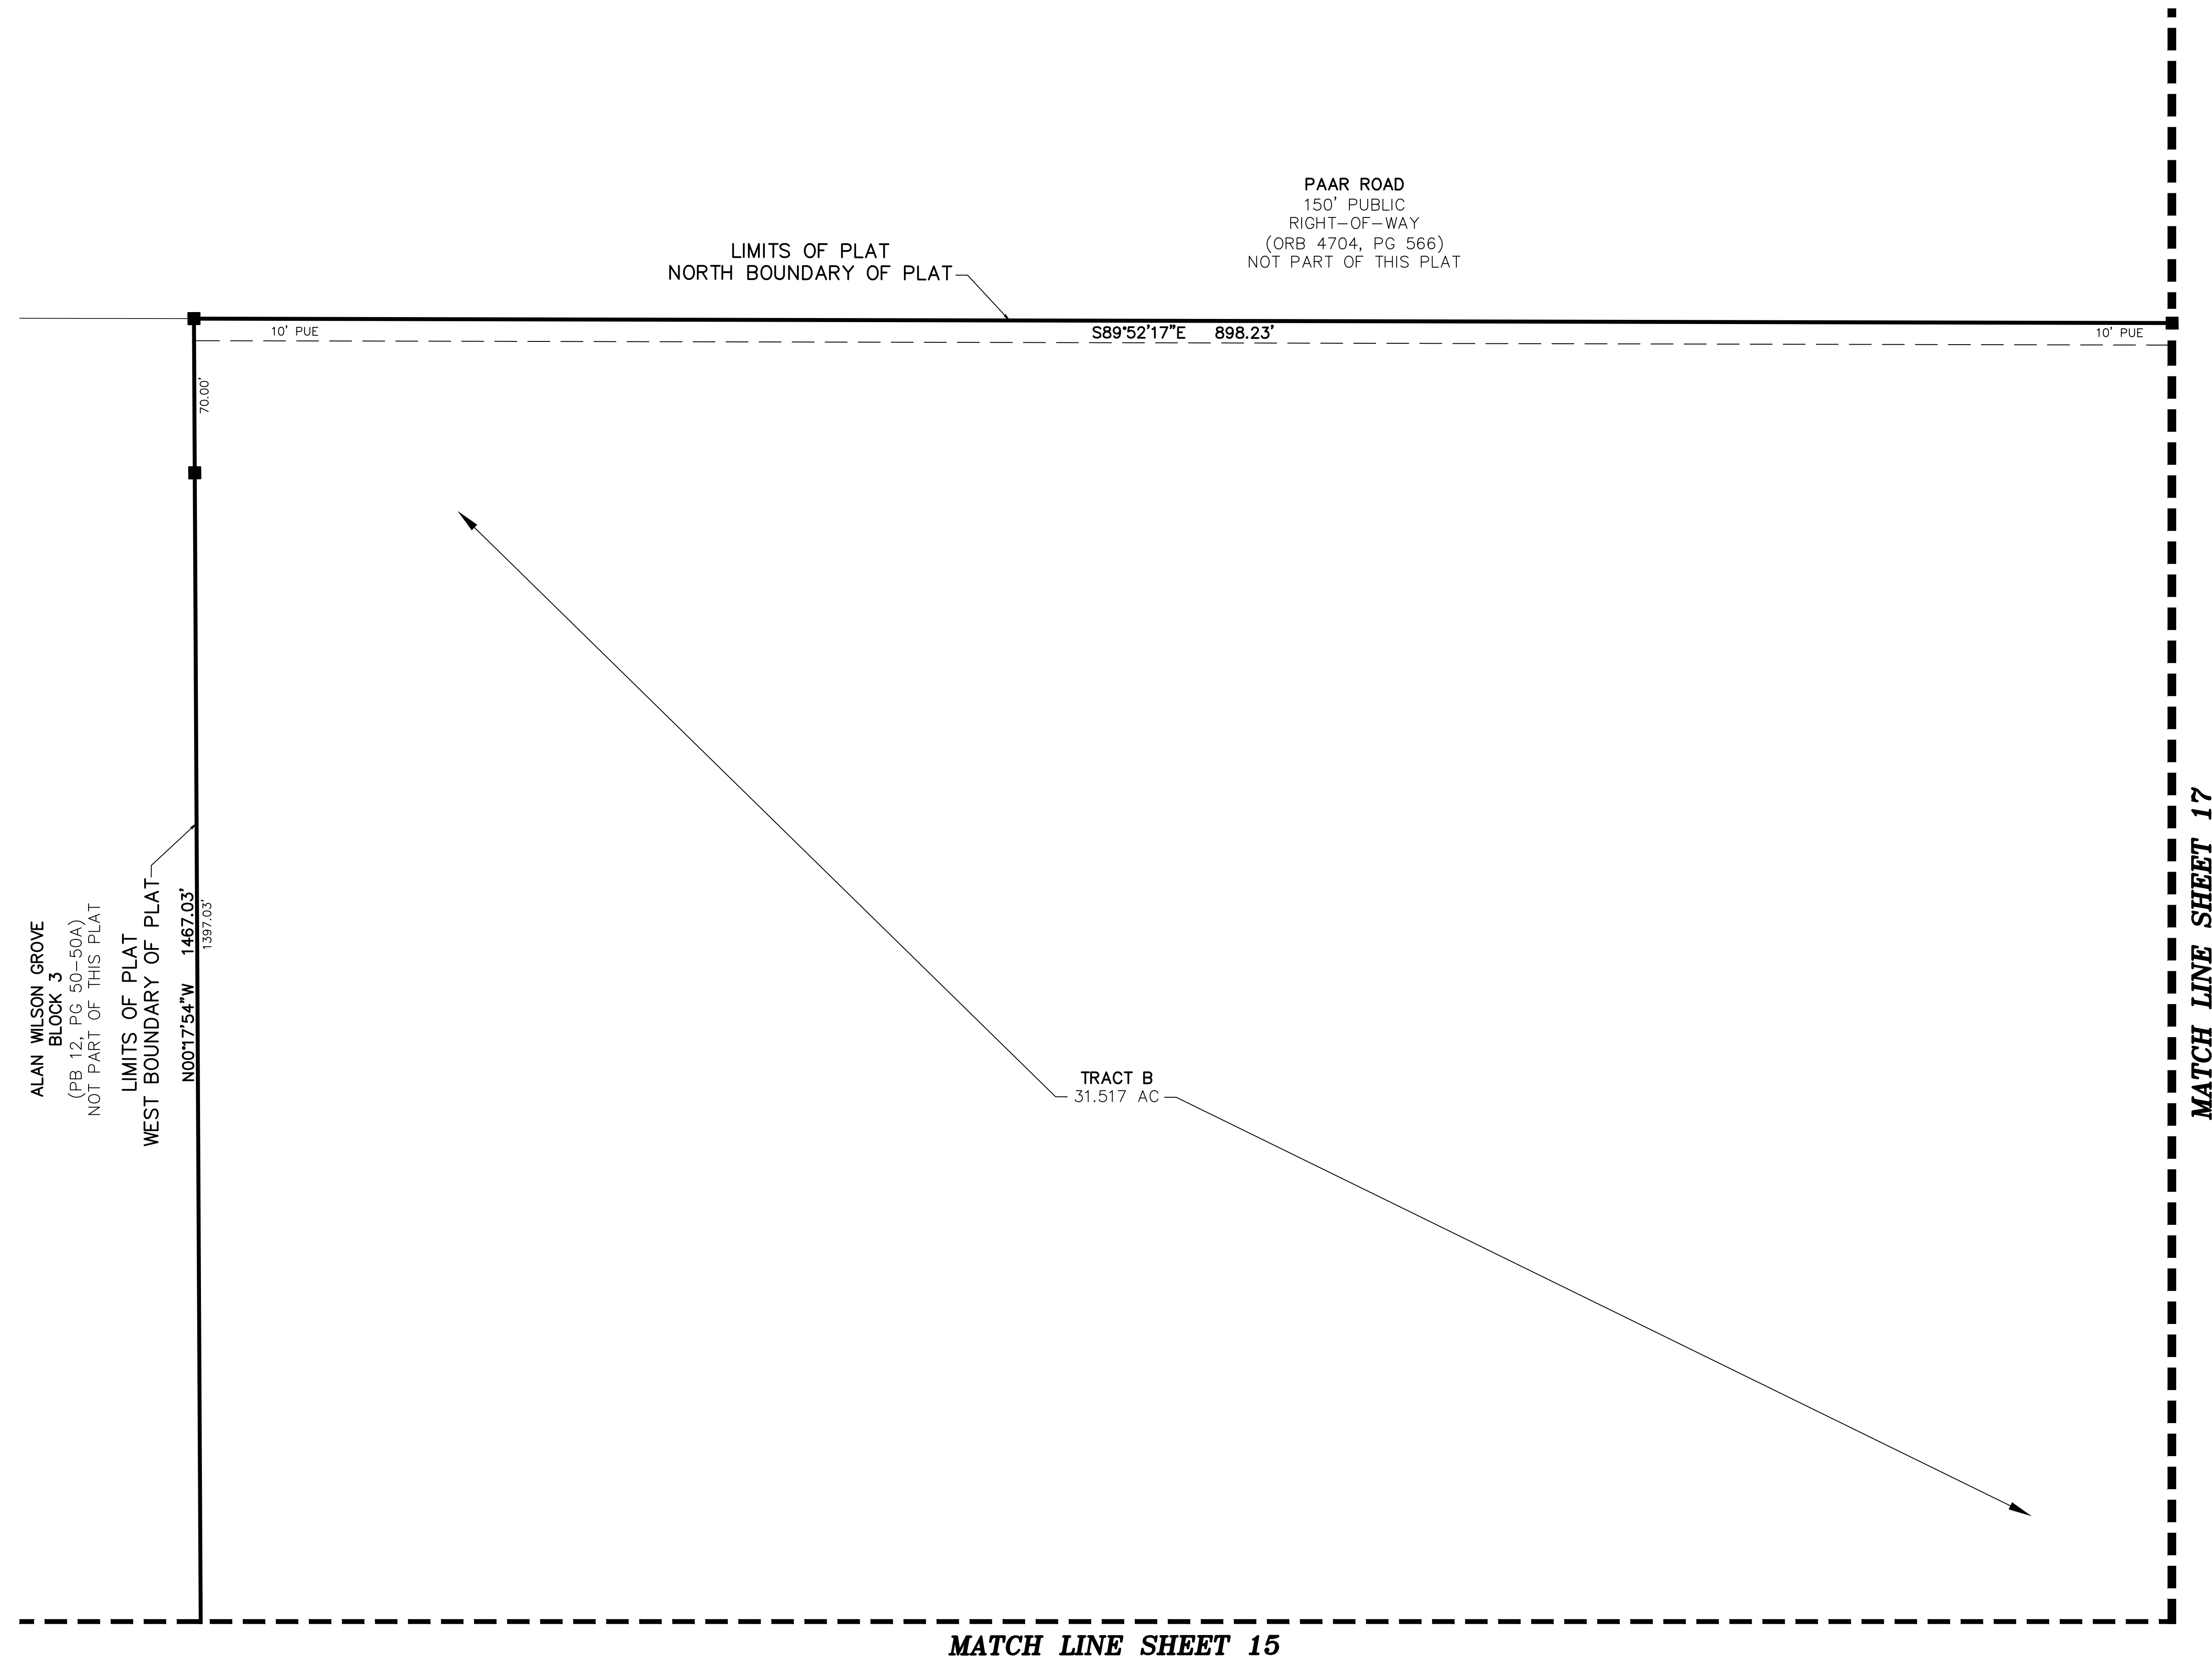 PAAR ROAD
150' PUBLIC
RIGHT-OF-WAY
(ORB 4704, PG 566)
NOT PART OF THIS PLAT
LIMITS OF PLAT
NORTH BOUNDARY OF PLAT
10' PUE
S89°52'17"E 898.23'
10' PUE
70.00'
ALAN WILSON GROVE
BLOCK 3
(PB 12, PG 50-50A)
NOT PART OF THIS PLAT
LIMITS OF PLAT
WEST BOUNDARY OF PLAT
N00°17'54"W 1467.03'
1397.03'
TRACT B
31.517 AC
MATCH LINE SHEET 17
MATCH LINE SHEET 15